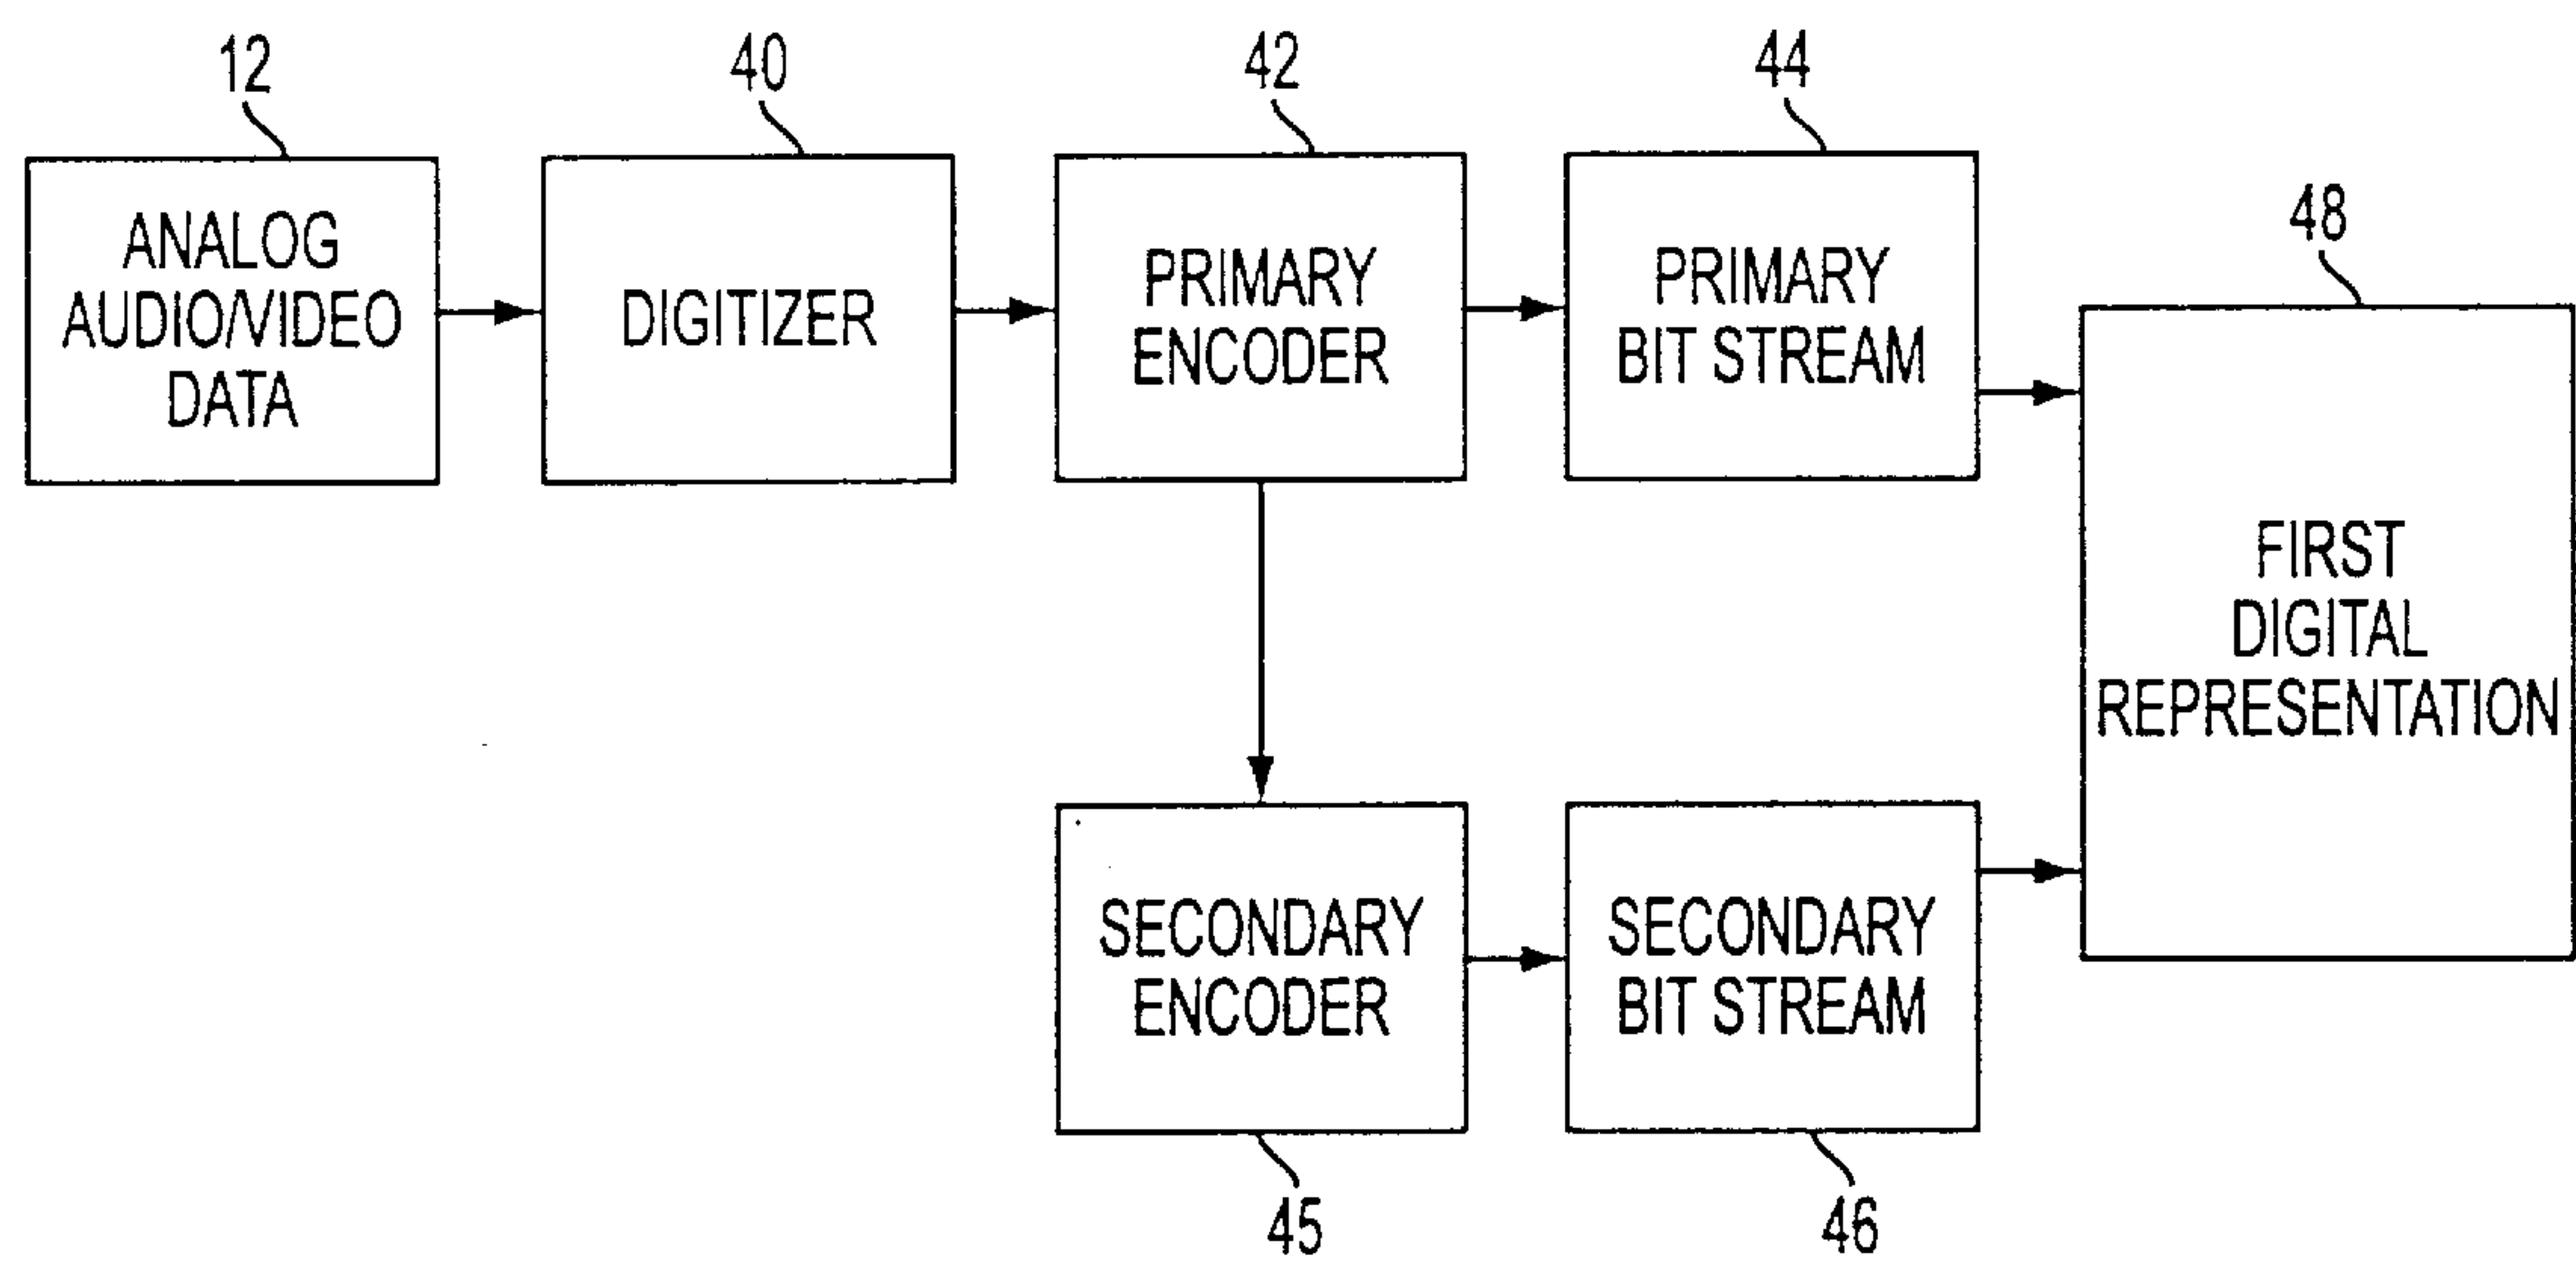 12
40
42
44
48
ANALOG
AUDIO/VIDEO
DATA
DIGITIZER
PRIMARY
ENCODER
PRIMARY
BIT STREAM
FIRST
DIGITAL
REPRESENTATION
SECONDARY
ENCODER
SECONDARY
BIT STREAM
45
46